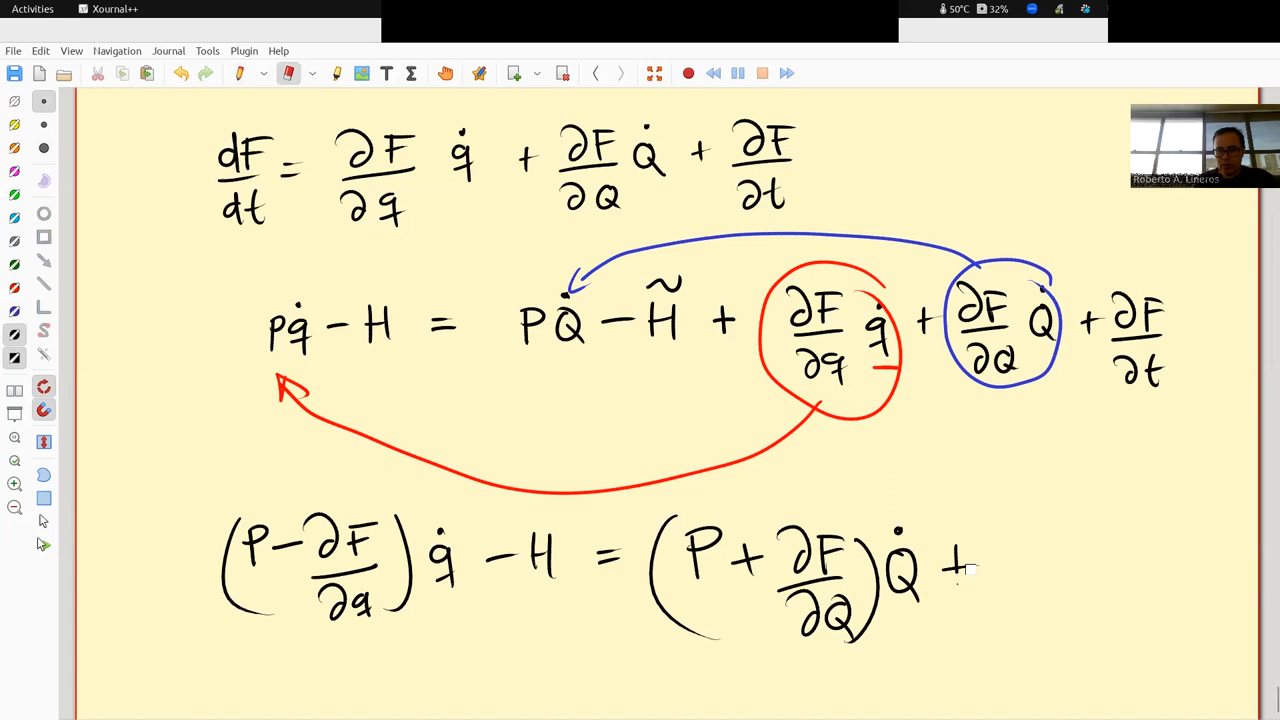 Activities Xournal++ 50°C 32%
File Edit View Navigation Journal Tools Plugin Help
dF/dt = ∂F/∂q q̇ + ∂F/∂Q Q̇ + ∂F/∂t
pq̇ − H = PQ̇ − H̃ + ∂F/∂q q̇ + ∂F/∂Q Q̇ + ∂F/∂t
(P − ∂F/∂q) q̇ − H = (P + ∂F/∂Q) Q̇ +
Roberto A. Lineros